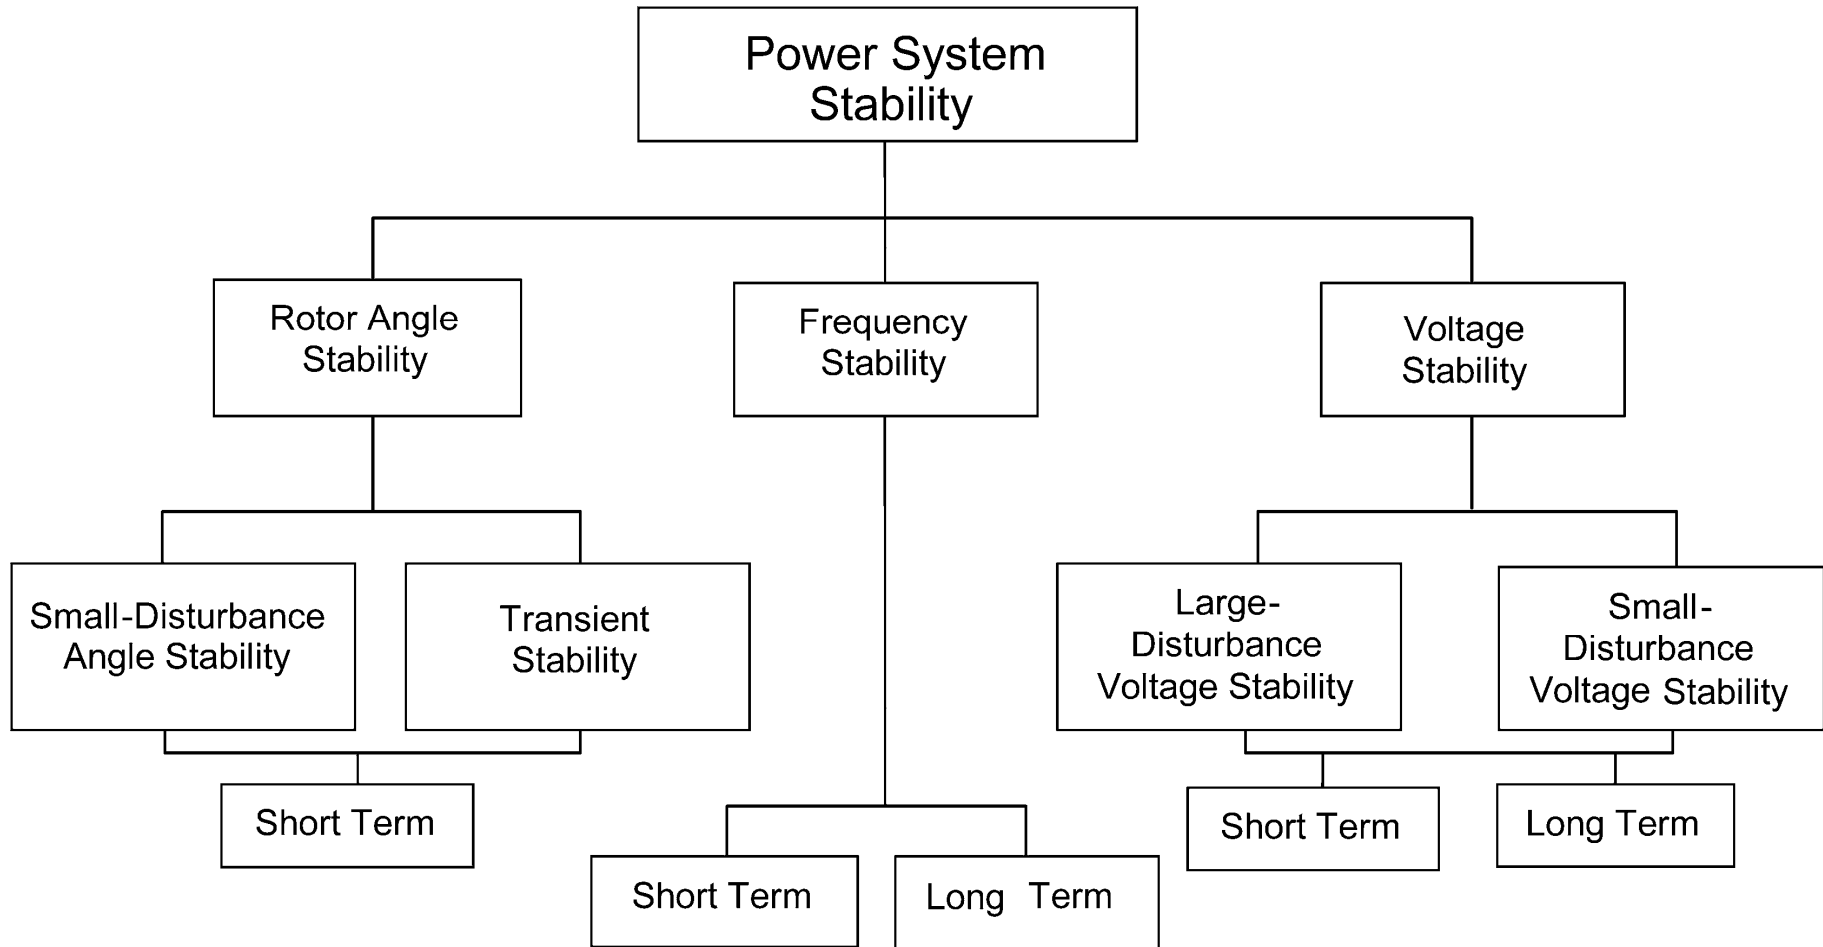 Power System
Stability
Rotor Angle
Stability
Frequency
Stability
Voltage
Stability
Small-Disturbance
Angle Stability
Transient
Stability
Large-
Disturbance
Voltage Stability
Small-
Disturbance
Voltage Stability
Short Term
Short Term
Long Term
Short Term
Long Term